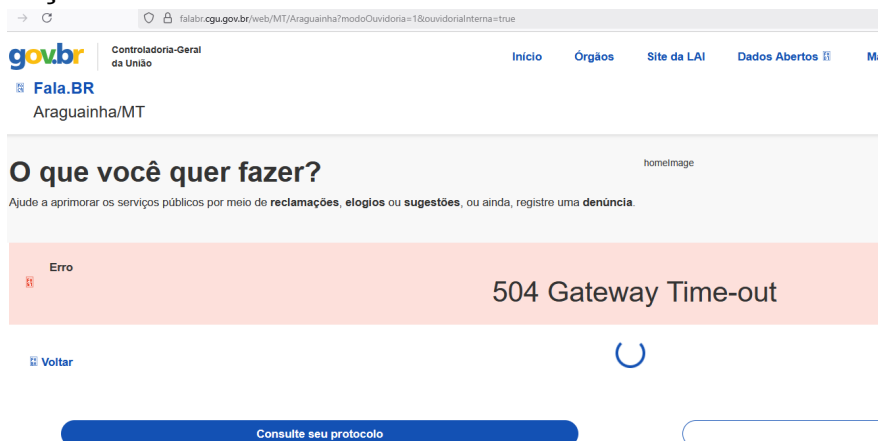 falabr.cgu.gov.br/web/MT/Araguainha?modoOuvidoria=1&ouvidoriaInterna=true
gov.br
Controladoria-Geral
da União
Início Órgãos Site da LAI Dados Abertos
Fala.BR
Araguainha/MT
O que você quer fazer?
homeImage
Ajude a aprimorar os serviços públicos por meio de reclamações, elogios ou sugestões, ou ainda, registre uma denúncia.
Erro
504 Gateway Time-out
Voltar
Consulte seu protocolo